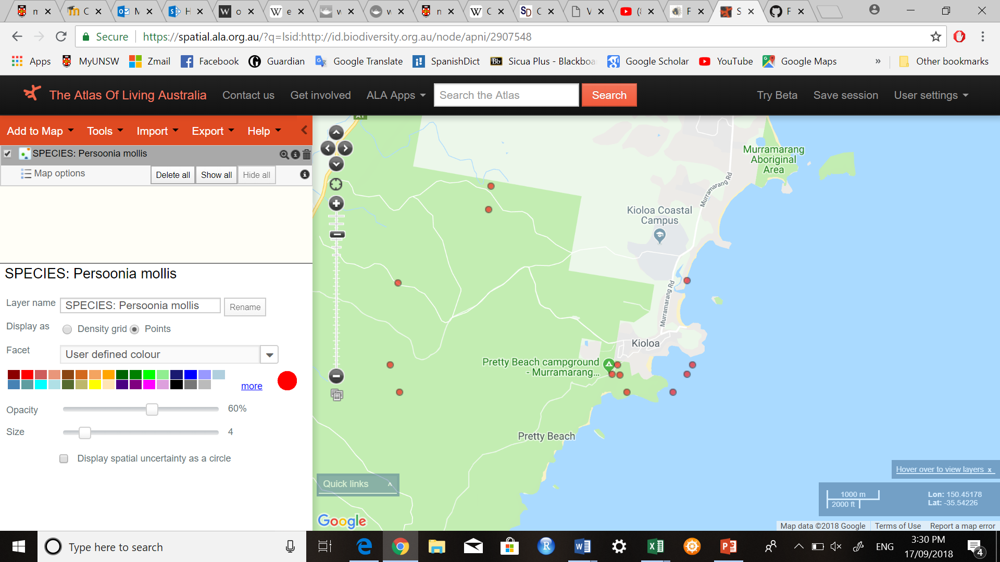 m
C
M
H
o
e
w
w
n
C
C
V
(8
F
S
F
Secure
https://spatial.ala.org.au/?q=lsid:http://id.biodiversity.org.au/node/apni/2907548
Apps MyUNSW Zmail Facebook Guardian Google Translate SpanishDict Sicua Plus - Blackboa Google Scholar YouTube Google Maps » Other bookmarks
The Atlas Of Living Australia Contact us Get involved ALA Apps Search the Atlas Search Try Beta Save session User settings
Add to Map Tools Import Export Help
SPECIES: Persoonia mollis
Map options Delete all Show all Hide all
SPECIES: Persoonia mollis
Layer name SPECIES: Persoonia mollis Rename
Display as Density grid Points
Facet User defined colour
more
Opacity 60%
Size 4
Display spatial uncertainty as a circle
Murramarang
Aboriginal
Area
Murramarang Rd
Kioloa Coastal
Campus
Murramarang Rd
Kioloa
Pretty Beach campground
- Murramarang...
Pretty Beach
Quick links ^
Hover over to view layers x
1000 m
2000 ft
Lon: 150.45178
Lat: -35.54226
Google
Map data ©2018 Google Terms of Use Report a map error
Type here to search
ENG
3:30 PM
17/09/2018
4